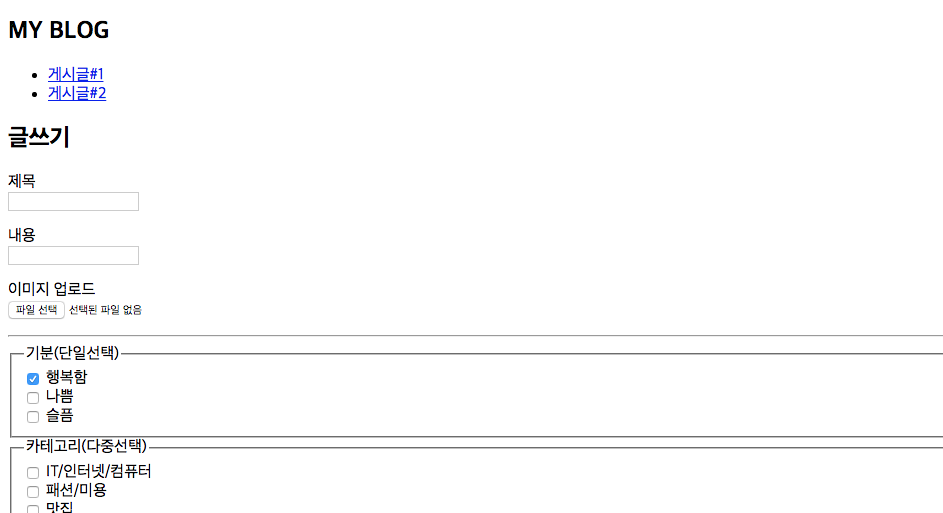 MY BLOG
게시글#1
게시글#2
글쓰기
제목
내용
이미지 업로드
파일 선택 선택된 파일 없음
기분(단일선택)
행복함
나쁨
슬픔
카테고리(다중선택)
IT/인터넷/컴퓨터
패션/미용
맛집